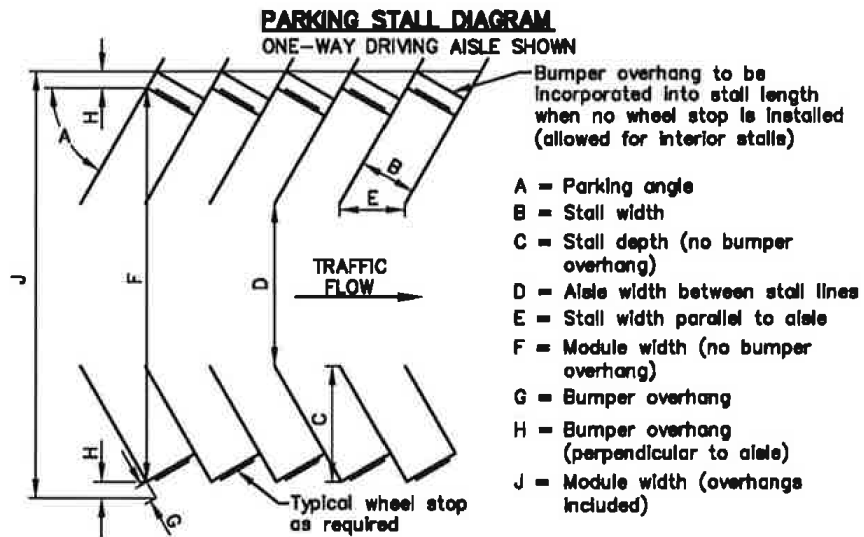 PARKING STALL DIAGRAM
ONE-WAY DRIVING AISLE SHOWN
Bumper overhang to be
incorporated into stall length
when no wheel stop is installed
(allowed for interior stalls)
H
A
B
E
J
F
D
TRAFFIC
FLOW
C
H
G
Typical wheel stop
as required
A = Parking angle
B = Stall width
C = Stall depth (no bumper
overhang)
D = Aisle width between stall lines
E = Stall width parallel to aisle
F = Module width (no bumper
overhang)
G = Bumper overhang
H = Bumper overhang
(perpendicular to aisle)
J = Module width (overhangs
included)